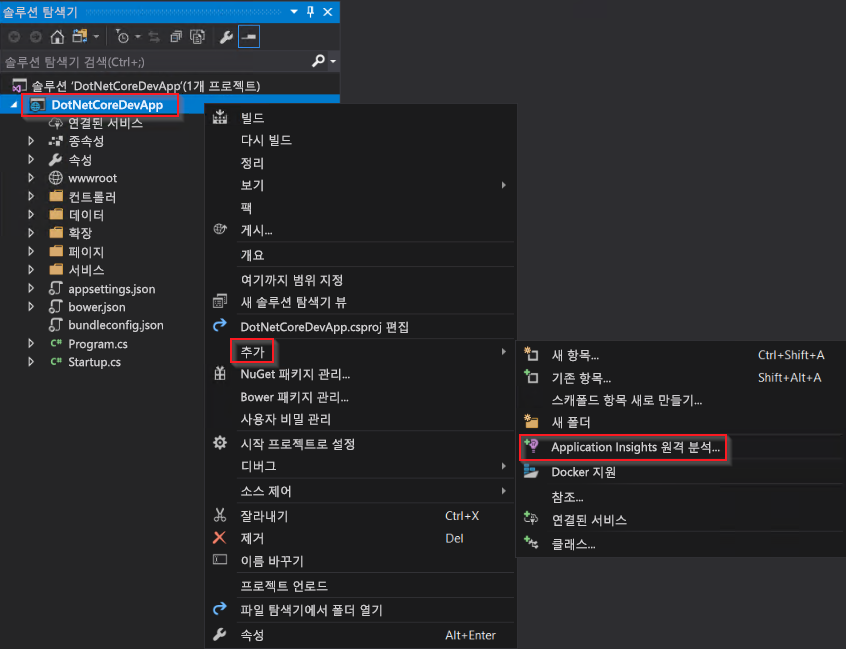 솔루션 탐색기
솔루션 탐색기 검색(Ctrl+;)
솔루션 'DotNetCoreDevApp'(1개 프로젝트)
DotNetCoreDevApp
연결된 서비스
종속성
속성
wwwroot
컨트롤러
데이터
확장
페이지
서비스
appsettings.json
bower.json
bundleconfig.json
C# Program.cs
C# Startup.cs
빌드
다시 빌드
정리
보기
팩
게시...
개요
여기까지 범위 지정
새 솔루션 탐색기 뷰
DotNetCoreDevApp.csproj 편집
추가
NuGet 패키지 관리...
Bower 패키지 관리...
사용자 비밀 관리
시작 프로젝트로 설정
디버그
소스 제어
잘라내기 Ctrl+X
제거 Del
이름 바꾸기
프로젝트 언로드
파일 탐색기에서 폴더 열기
속성 Alt+Enter
새 항목... Ctrl+Shift+A
기존 항목... Shift+Alt+A
스캐폴드 항목 새로 만들기...
새 폴더
Application Insights 원격 분석...
Docker 지원
참조...
연결된 서비스
클래스...